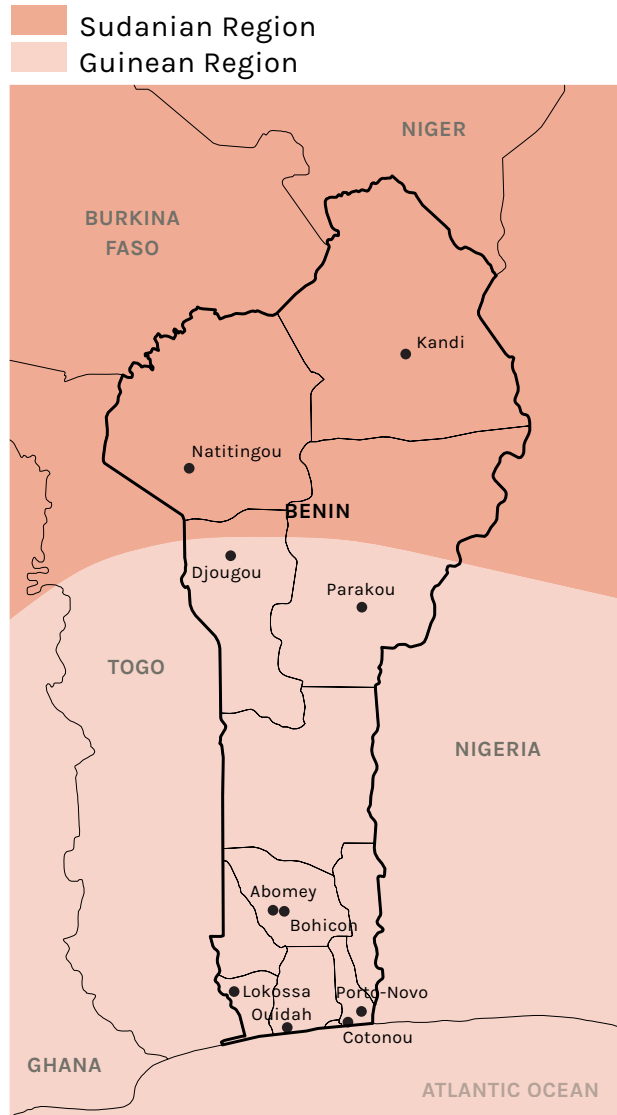 Sudanian Region
Guinean Region
NIGER
BURKINA
FASO
Kandi
Natitingou
BENIN
Djougou
Parakou
TOGO
NIGERIA
Abomey
Bohicon
Lokossa
Porto-Novo
Ouidah
Cotonou
GHANA
ATLANTIC OCEAN